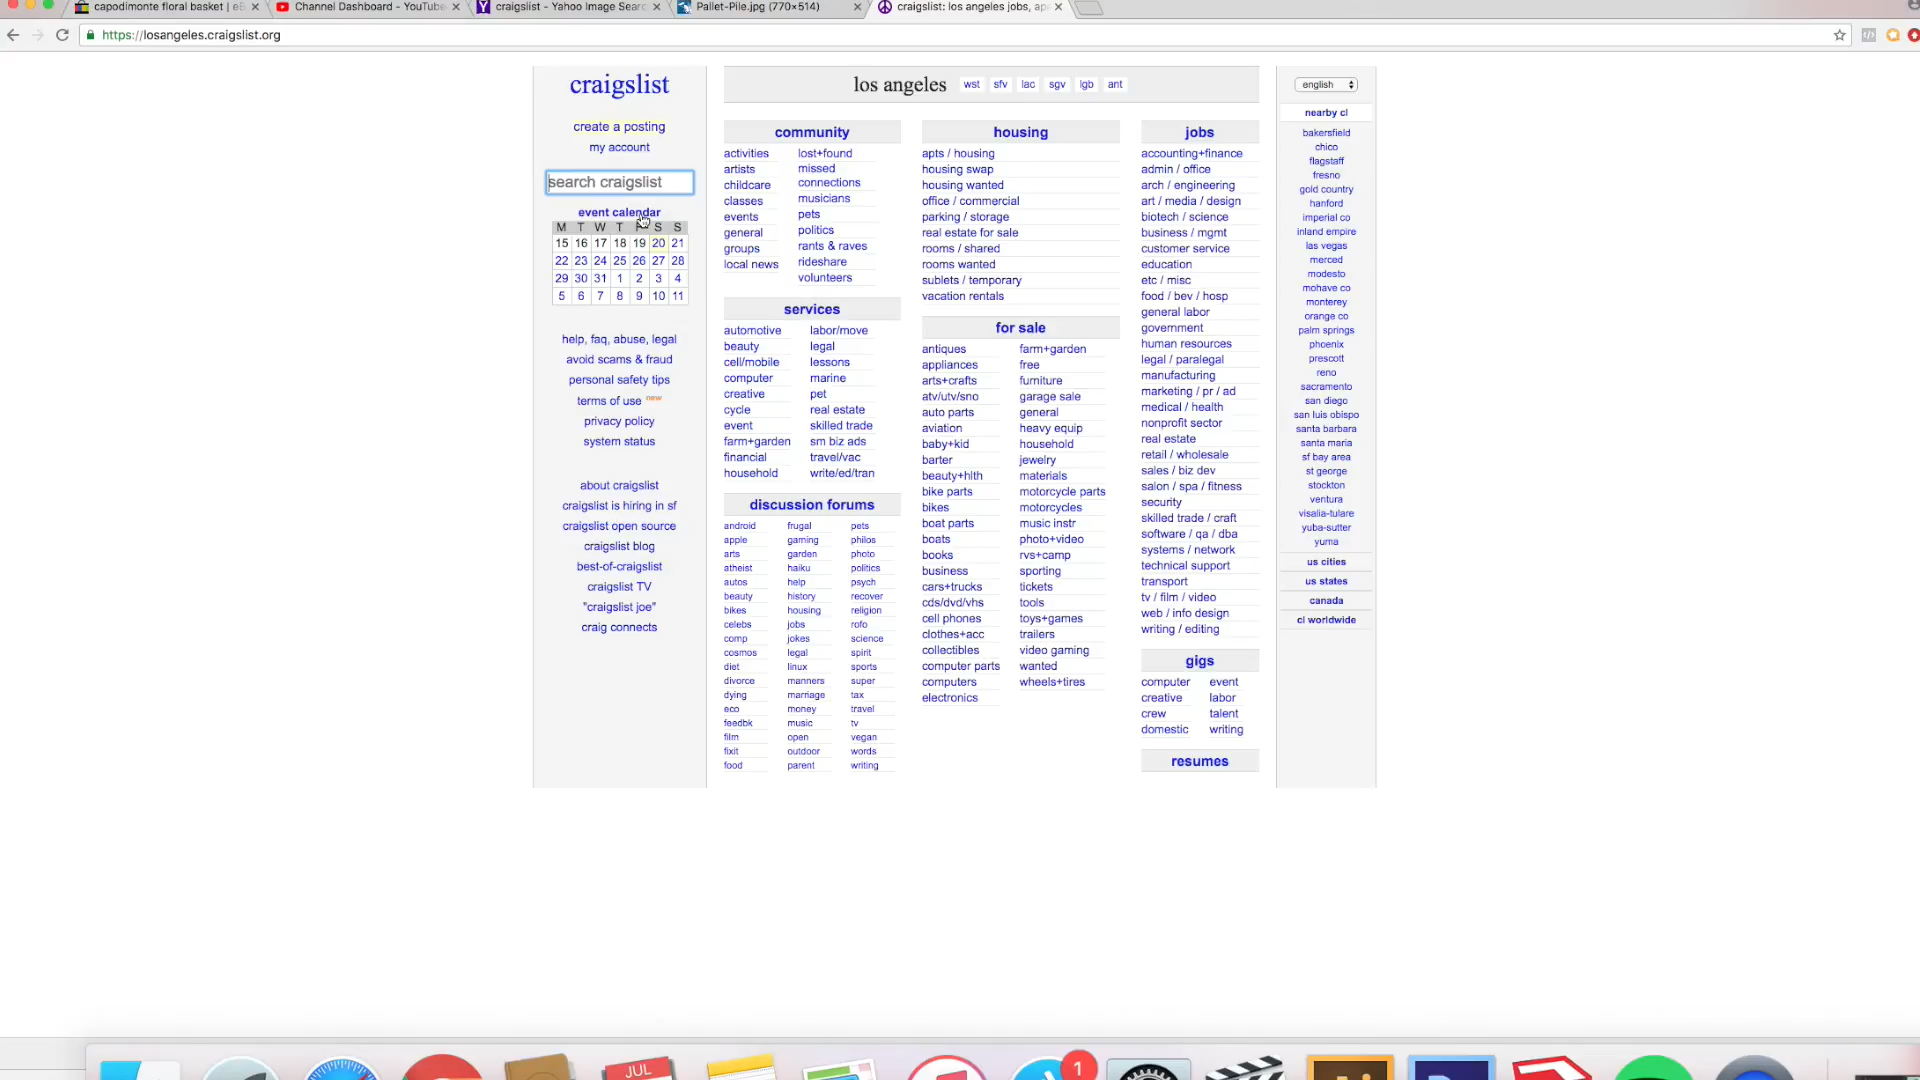 capodimonte floral basket | eB
Channel Dashboard - YouTube
craigslist - Yahoo Image Searc
Pallet-Pile.jpg (770×514)
craigslist: los angeles jobs, apa
https://losangeles.craigslist.org
craigslist
create a posting
my account
search craigslist
event calendar
M T W T F S S
15 16 17 18 19 20 21
22 23 24 25 26 27 28
29 30 31 1 2 3 4
5 6 7 8 9 10 11
help, faq, abuse, legal
avoid scams & fraud
personal safety tips
terms of use new
privacy policy
system status
about craigslist
craigslist is hiring in sf
craigslist open source
craigslist blog
best-of-craigslist
craigslist TV
"craigslist joe"
craig connects
los angeles wst sfv lac sgv lgb ant
community
activities
artists
childcare
classes
events
general
groups
local news
lost+found
missed
connections
musicians
pets
politics
rants & raves
rideshare
volunteers
services
automotive
beauty
cell/mobile
computer
creative
cycle
event
farm+garden
financial
household
labor/move
legal
lessons
marine
pet
real estate
skilled trade
sm biz ads
travel/vac
write/ed/tran
discussion forums
android
apple
arts
atheist
autos
beauty
bikes
celebs
comp
cosmos
diet
divorce
dying
eco
feedbk
film
fixit
food
frugal
gaming
garden
haiku
help
history
housing
jobs
jokes
legal
linux
manners
marriage
money
music
open
outdoor
parent
pets
philos
photo
politics
psych
recover
religion
rofo
science
spirit
sports
super
tax
travel
tv
vegan
words
writing
housing
apts / housing
housing swap
housing wanted
office / commercial
parking / storage
real estate for sale
rooms / shared
rooms wanted
sublets / temporary
vacation rentals
for sale
antiques
appliances
arts+crafts
atv/utv/sno
auto parts
aviation
baby+kid
barter
beauty+hlth
bike parts
bikes
boat parts
boats
books
business
cars+trucks
cds/dvd/vhs
cell phones
clothes+acc
collectibles
computer parts
computers
electronics
farm+garden
free
furniture
garage sale
general
heavy equip
household
jewelry
materials
motorcycle parts
motorcycles
music instr
photo+video
rvs+camp
sporting
tickets
tools
toys+games
trailers
video gaming
wanted
wheels+tires
jobs
accounting+finance
admin / office
arch / engineering
art / media / design
biotech / science
business / mgmt
customer service
education
etc / misc
food / bev / hosp
general labor
government
human resources
legal / paralegal
manufacturing
marketing / pr / ad
medical / health
nonprofit sector
real estate
retail / wholesale
sales / biz dev
salon / spa / fitness
security
skilled trade / craft
software / qa / dba
systems / network
technical support
transport
tv / film / video
web / info design
writing / editing
gigs
computer
creative
crew
domestic
event
labor
talent
writing
resumes
english
nearby cl
bakersfield
chico
flagstaff
fresno
gold country
hanford
imperial co
inland empire
las vegas
merced
modesto
mohave co
monterey
orange co
palm springs
phoenix
prescott
reno
sacramento
san diego
san luis obispo
santa barbara
santa maria
sf bay area
st george
stockton
ventura
visalia-tulare
yuba-sutter
yuma
us cities
us states
canada
cl worldwide
JUL
1